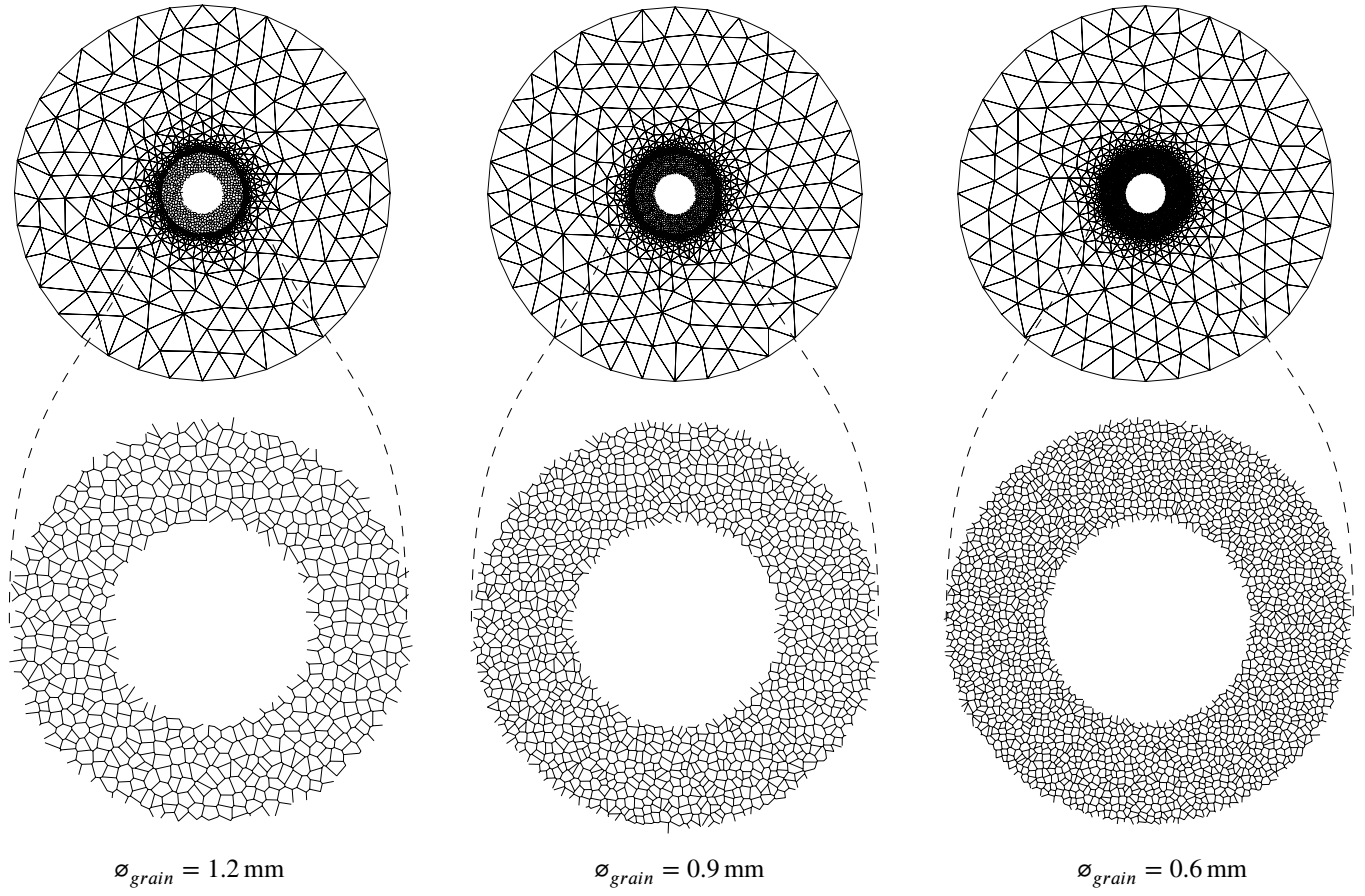 ⌀grain = 1.2 mm
⌀grain = 0.9 mm
⌀grain = 0.6 mm